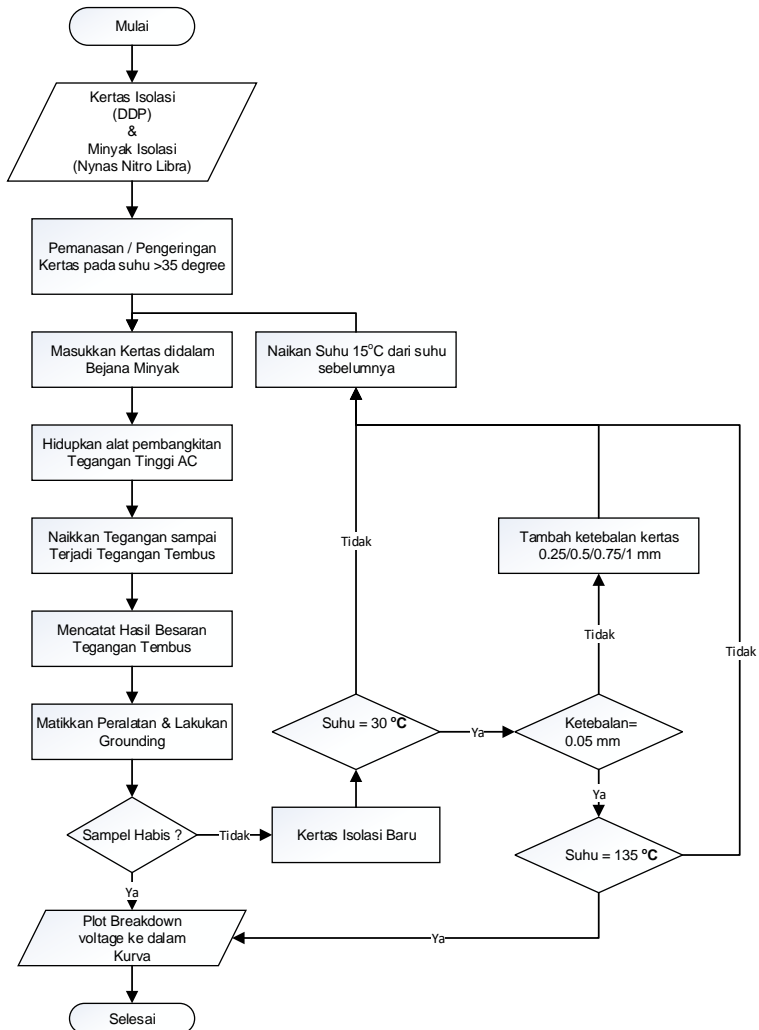 Mulai
Kertas Isolasi
(DDP)
&
Minyak Isolasi
(Nynas Nitro Libra)
Pemanasan / Pengeringan
Kertas pada suhu >35 degree
Masukkan Kertas didalam
Bejana Minyak
Naikan Suhu 15°C dari suhu
sebelumnya
Hidupkan alat pembangkitan
Tegangan Tinggi AC
Naikkan Tegangan sampai
Terjadi Tegangan Tembus
Tidak
Tambah ketebalan kertas
0.25/0.5/0.75/1 mm
Mencatat Hasil Besaran
Tegangan Tembus
Tidak
Tidak
Matikkan Peralatan & Lakukan
Grounding
Suhu = 30 °C
Ya
Ketebalan=
0.05 mm
Ya
Sampel Habis ?
Tidak
Kertas Isolasi Baru
Suhu = 135 °C
Ya
Plot Breakdown
voltage ke dalam
Kurva
Ya
Selesai